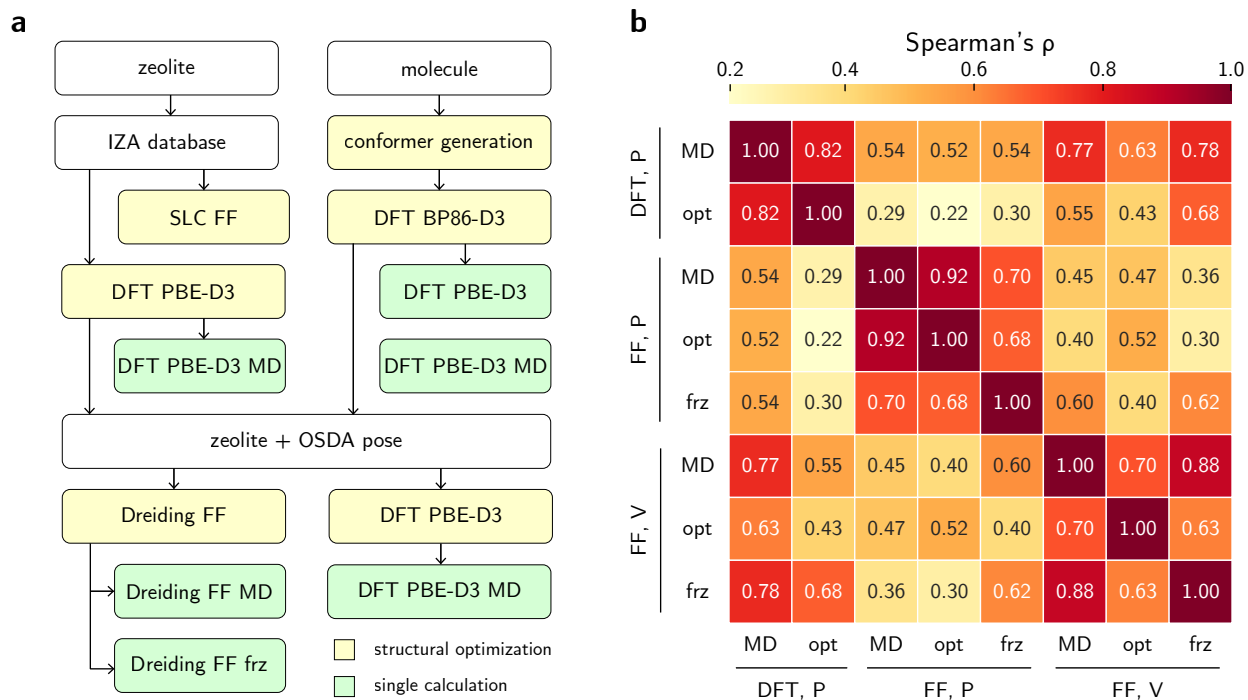 a
zeolite
molecule
IZA database
conformer generation
SLC FF
DFT BP86-D3
DFT PBE-D3
DFT PBE-D3
DFT PBE-D3 MD
DFT PBE-D3 MD
zeolite + OSDA pose
Dreiding FF
DFT PBE-D3
Dreiding FF MD
DFT PBE-D3 MD
Dreiding FF frz
structural optimization
single calculation
b
Spearman's ρ
0.2 0.4 0.6 0.8 1.0
DFT, P
MD 1.00 0.82 0.54 0.52 0.54 0.77 0.63 0.78
opt 0.82 1.00 0.29 0.22 0.30 0.55 0.43 0.68
FF, P
MD 0.54 0.29 1.00 0.92 0.70 0.45 0.47 0.36
opt 0.52 0.22 0.92 1.00 0.68 0.40 0.52 0.30
frz 0.54 0.30 0.70 0.68 1.00 0.60 0.40 0.62
FF, V
MD 0.77 0.55 0.45 0.40 0.60 1.00 0.70 0.88
opt 0.63 0.43 0.47 0.52 0.40 0.70 1.00 0.63
frz 0.78 0.68 0.36 0.30 0.62 0.88 0.63 1.00
MD opt MD opt frz MD opt frz
DFT, P FF, P FF, V